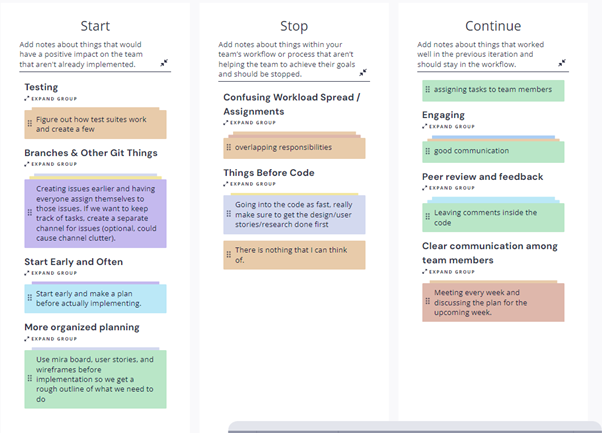 Start
Add notes about things that would
have a positive impact on the team
that aren't already implemented.
Testing
EXPAND GROUP
Figure out how test suites work
and create a few
Branches & Other Git Things
EXPAND GROUP
Creating issues earlier and having
everyone assign themselves to
those issues. If we want to keep
track of tasks. create a separate
channel for issues (optional, could
cause channel clutter).
Start Early and Often
EXPAND GROUP
Start early and make a plan
before actually implementing.
More organized planning
EXPAND GROUP
Use mira board, user stories, and
wireframes before
implementation so we get a
rough outline of what we need to
do
Stop
Add notes about things within your
team's workflow or process that aren't
helping the team to achieve their goals
and should be stopped.
Confusing Workload Spread /
Assignments
EXPAND GROUP
overlapping responsibilities
Things Before Code
EXPAND GROUP
Going into the code as fast, really
make sure to get the design/user
stories/research done first
There is nothing that I can think
of.
Continue
Add notes about things that worked
well in the previous iteration and
should stay in the workflow.
assigning tasks to team members
Engaging
EXPAND GROUP
good communication
Peer review and feedback
EXPAND GROUP
Leaving comments inside the
code
Clear communication among
team members
EXPAND GROUP
Meeting every week and
discussing the plan for the
upcoming week.